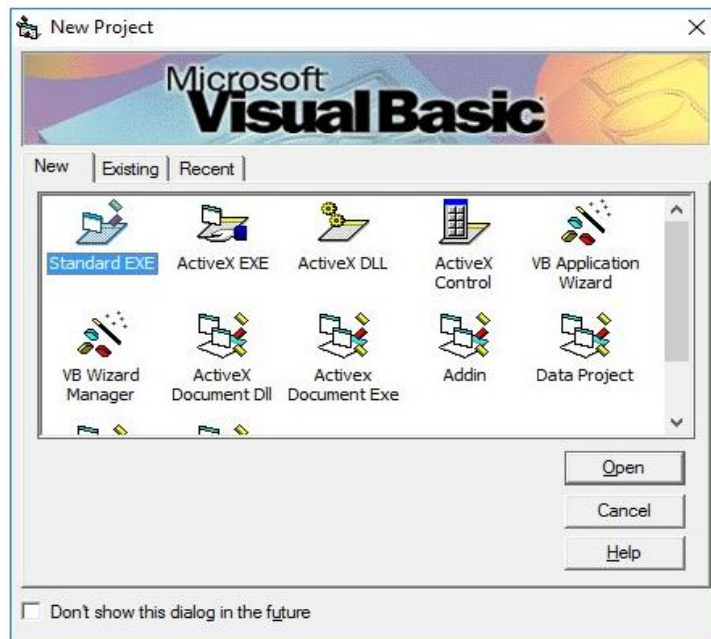 New Project
Microsoft
Visual Basic
New Existing Recent
Standard EXE ActiveX EXE ActiveX DLL ActiveX Control VB Application Wizard
VB Wizard Manager ActiveX Document Dll Activex Document Exe Addin Data Project
Open
Cancel
Help
Don't show this dialog in the future